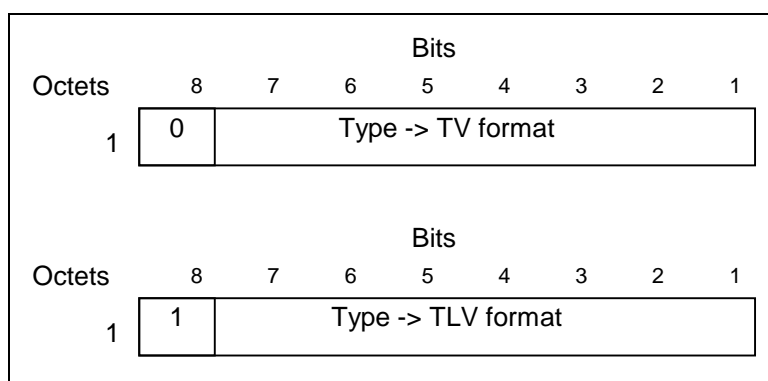 Bits
Octets 8 7 6 5 4 3 2 1
1 0 Type -> TV format
Bits
Octets 8 7 6 5 4 3 2 1
1 1 Type -> TLV format